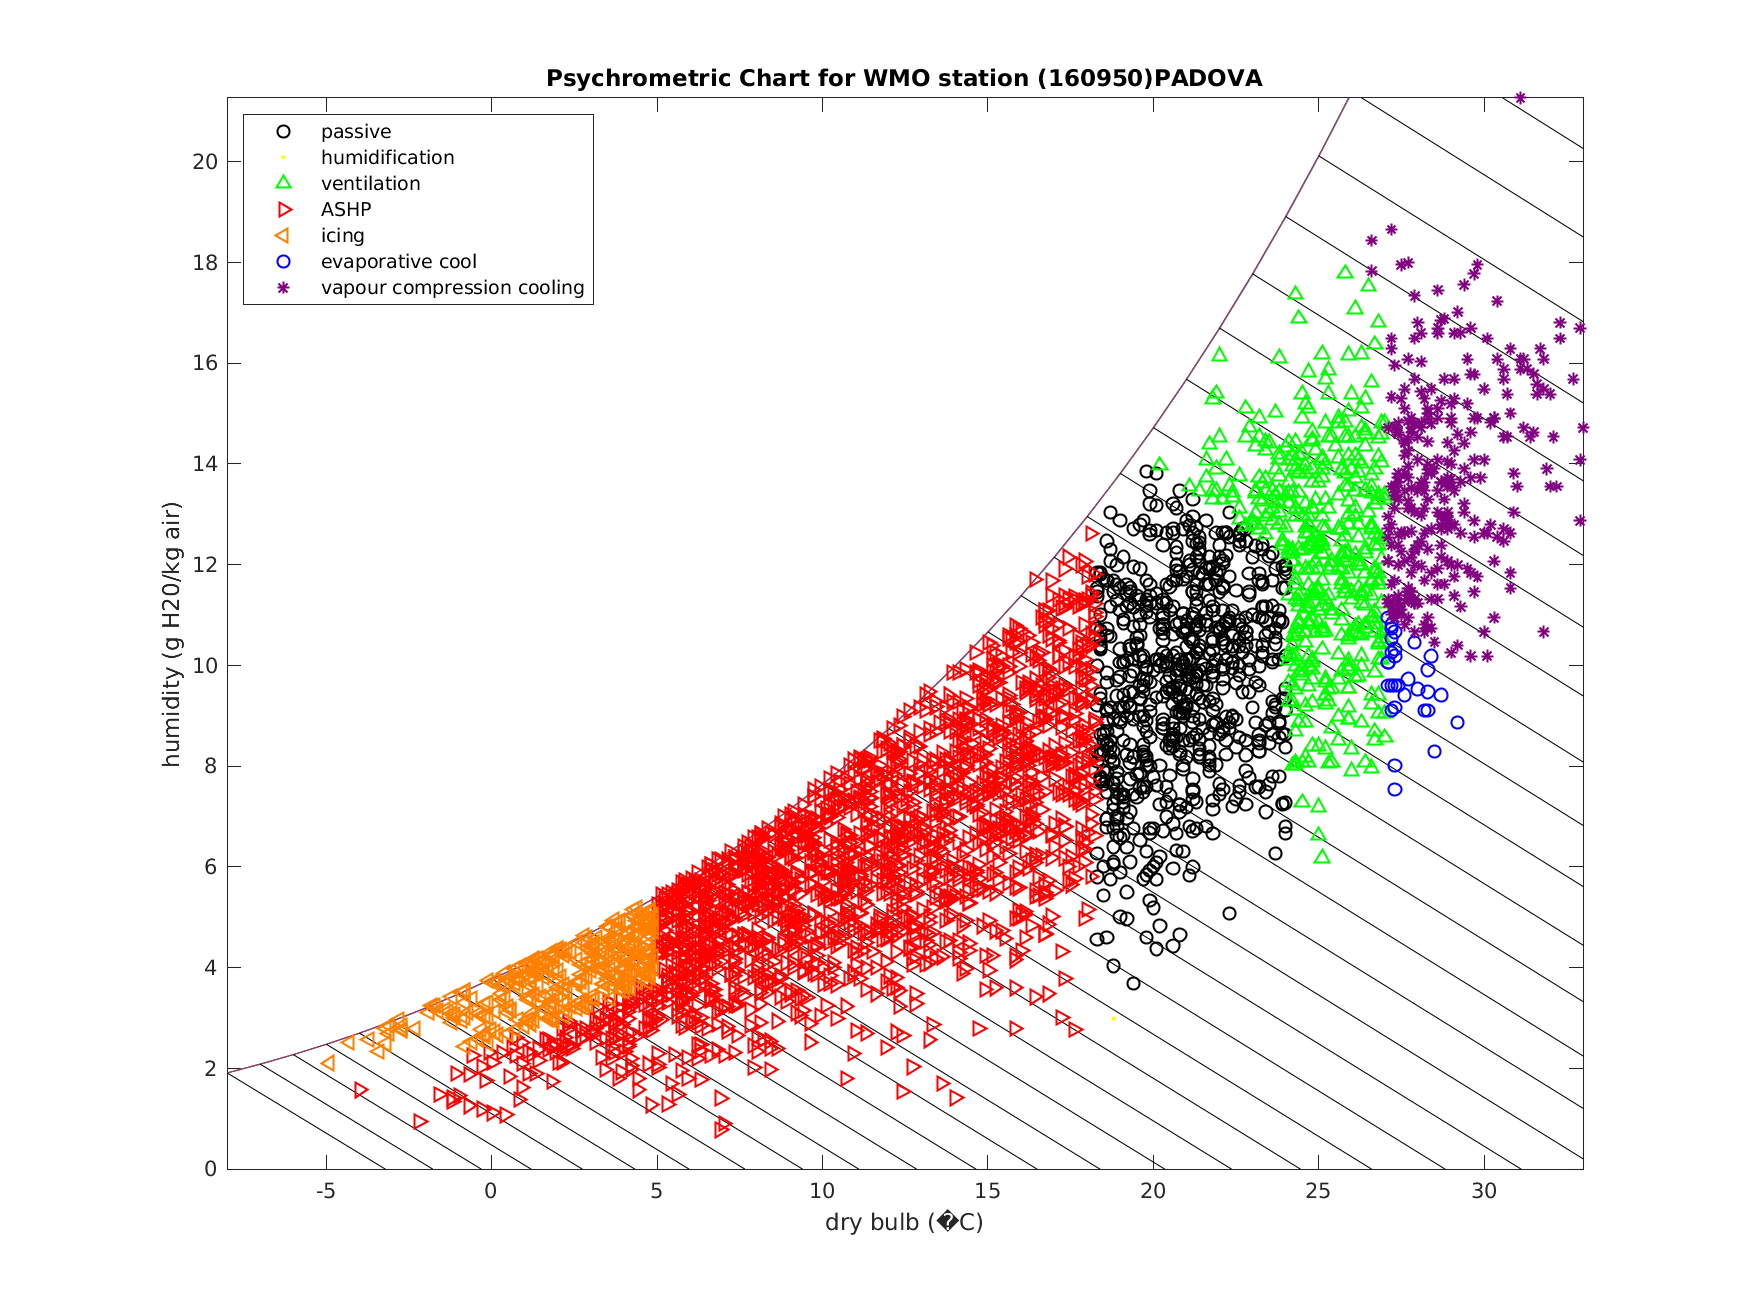 Psychrometric Chart for WMO station (160950)PADOVA
passive
humidification
ventilation
ASHP
icing
evaporative cool
vapour compression cooling
humidity (g H20/kg air)
20
18
16
14
12
10
8
6
4
2
0
-5 0 5 10 15 20 25 30
dry bulb (�C)